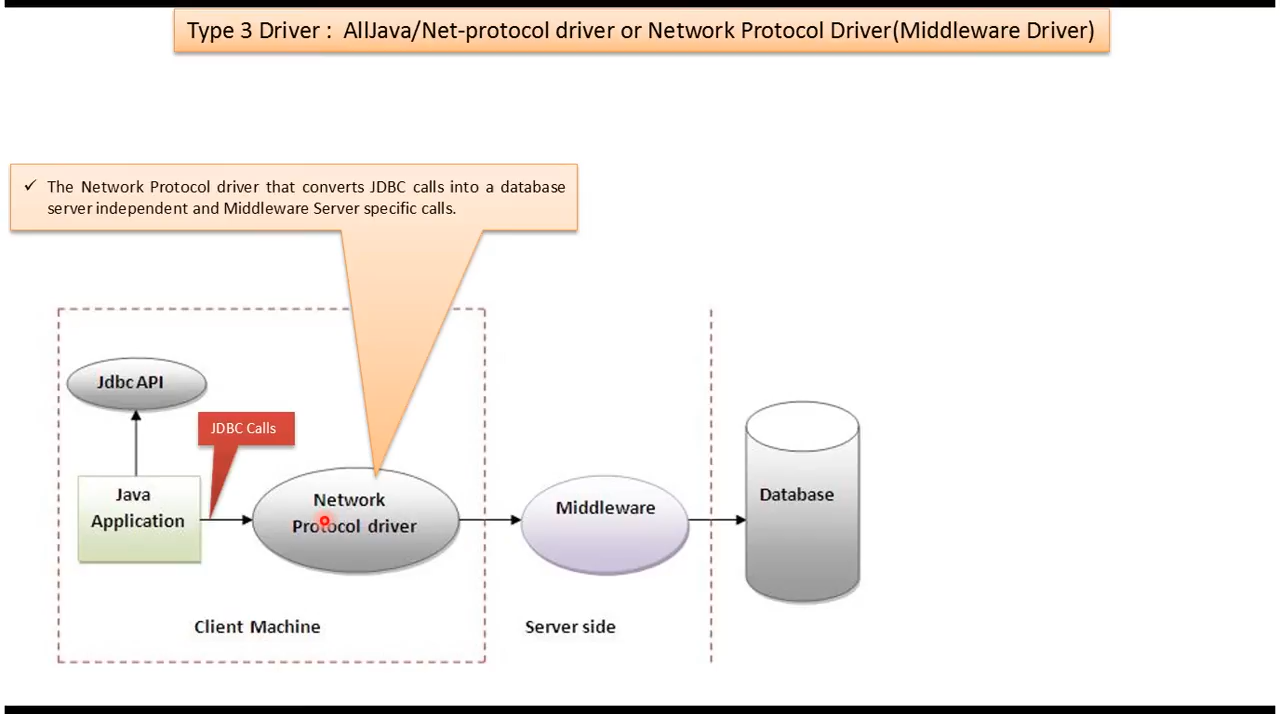 Type 3 Driver :  AllJava/Net-protocol driver or Network Protocol Driver(Middleware Driver)
✓ The Network Protocol driver that converts JDBC calls into a database
server independent and Middleware Server specific calls.
Jdbc API
JDBC Calls
Java
Application
Network
Protocol driver
Middleware
Database
Client Machine
Server side